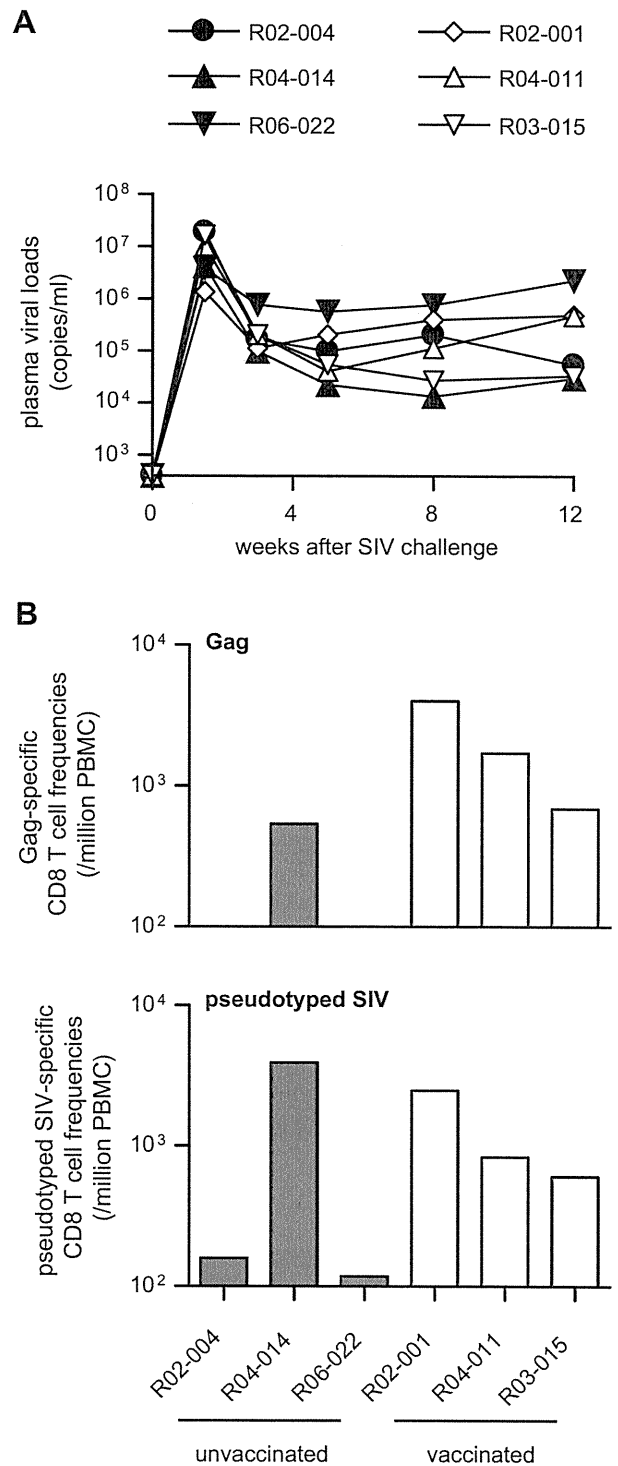 A
R02-004 R02-001
R04-014 R04-011
R06-022 R03-015
plasma viral loads
(copies/ml)
10⁸
10⁷
10⁶
10⁵
10⁴
10³
0 4 8 12
weeks after SIV challenge
B
Gag
Gag-specific
CD8 T cell frequencies
(/million PBMC)
10⁴
10³
10²
pseudotyped SIV
pseudotyped SIV-specific
CD8 T cell frequencies
(/million PBMC)
10⁴
10³
10²
R02-004 R04-014 R06-022 R02-001 R04-011 R03-015
unvaccinated vaccinated